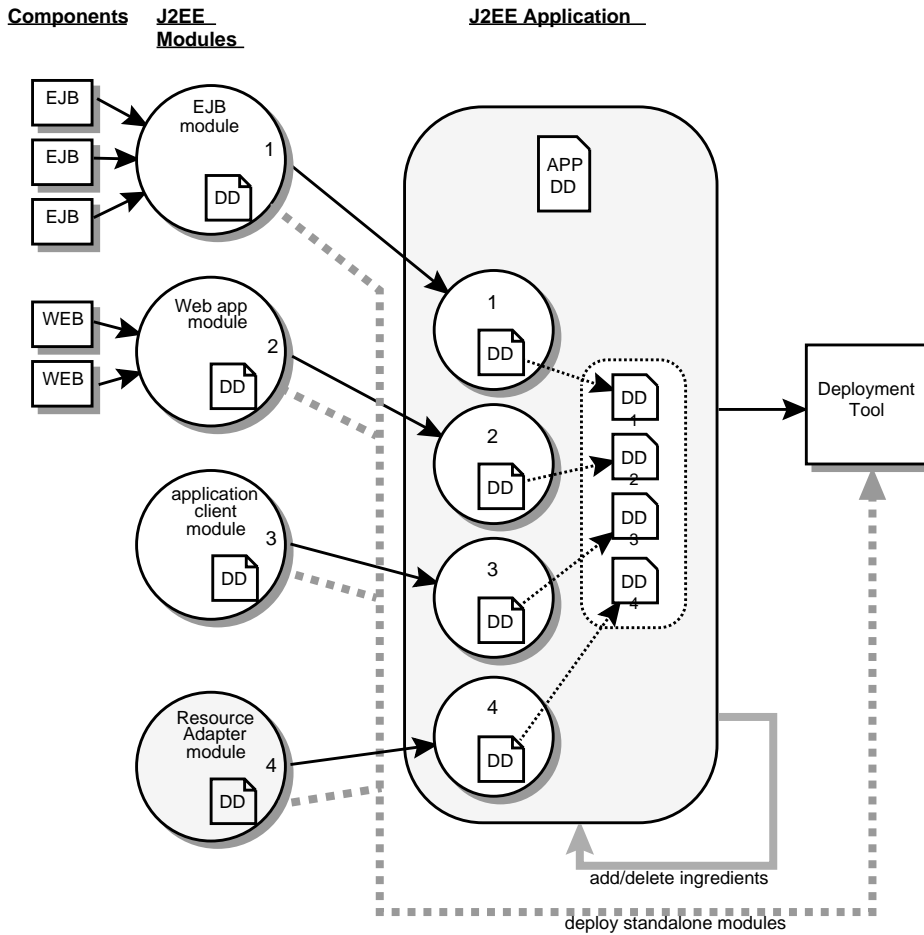 Components
J2EE
Modules
J2EE Application
EJB
EJB
EJB
EJB
module
1
DD
WEB
WEB
Web app
module
2
DD
application
client
module
3
DD
Resource
Adapter
module
4
DD
APP
DD
1
DD
2
DD
3
DD
4
DD
DD
1
DD
2
DD
3
DD
4
Deployment
Tool
add/delete ingredients
deploy standalone modules